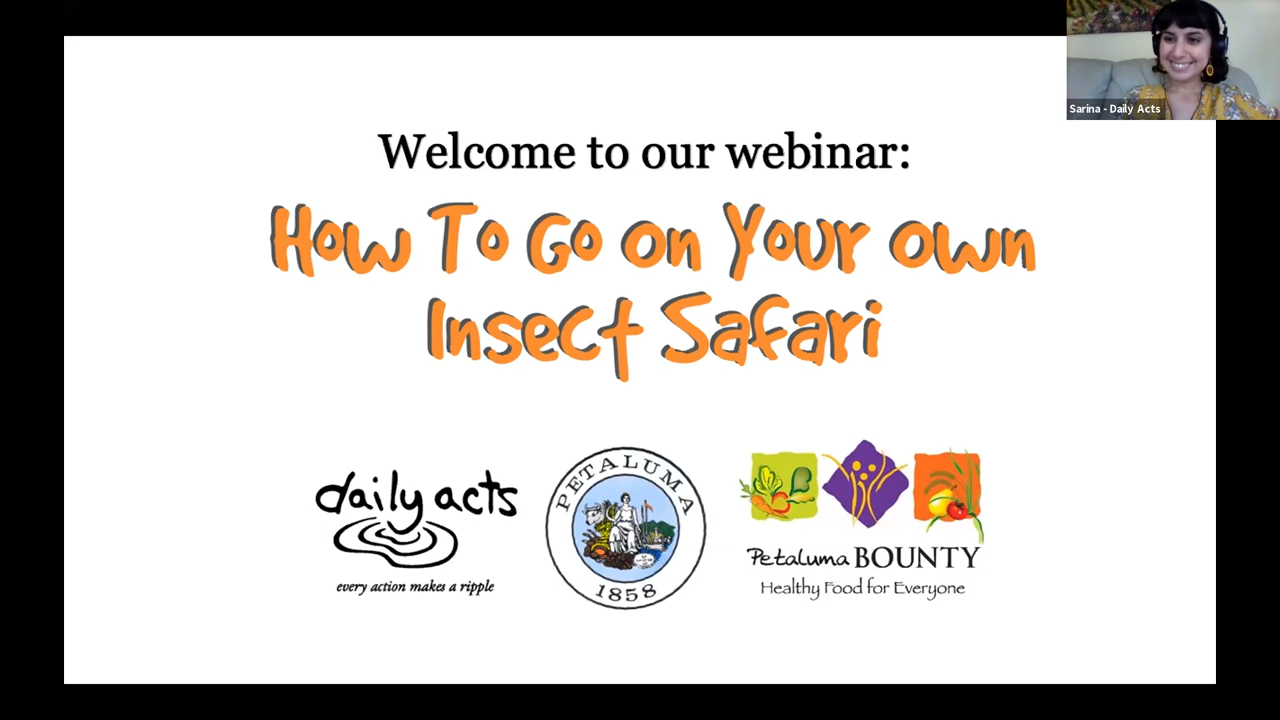 Sarina - Daily Acts
Welcome to our webinar:
How To Go on Your own
Insect Safari
daily acts
every action makes a ripple
PETALUMA
1858
Petaluma BOUNTY
Healthy Food for Everyone